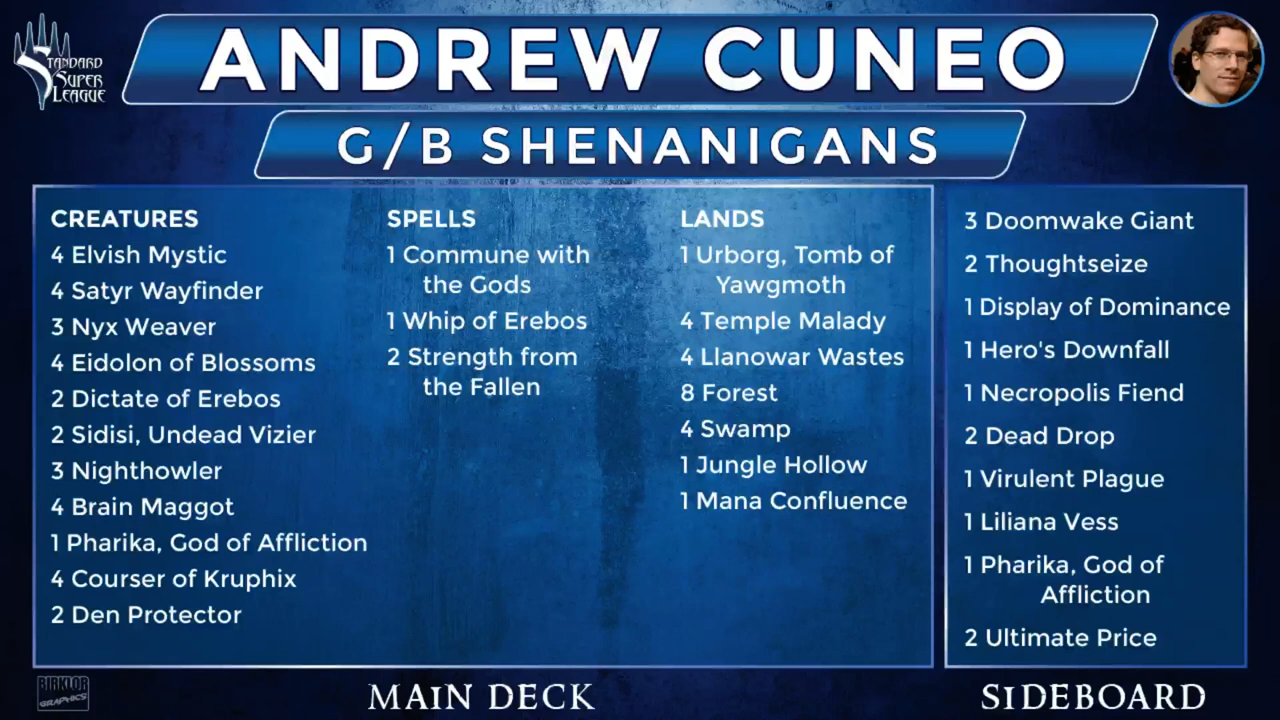 STANDARD
SUPER
LEAGUE
ANDREW CUNEO
G/B SHENANIGANS
CREATURES
4 Elvish Mystic
4 Satyr Wayfinder
3 Nyx Weaver
4 Eidolon of Blossoms
2 Dictate of Erebos
2 Sidisi, Undead Vizier
3 Nighthowler
4 Brain Maggot
1 Pharika, God of Affliction
4 Courser of Kruphix
2 Den Protector
SPELLS
1 Commune with
the Gods
1 Whip of Erebos
2 Strength from
the Fallen
LANDS
1 Urborg, Tomb of
Yawgmoth
4 Temple Malady
4 Llanowar Wastes
8 Forest
4 Swamp
1 Jungle Hollow
1 Mana Confluence
3 Doomwake Giant
2 Thoughtseize
1 Display of Dominance
1 Hero's Downfall
1 Necropolis Fiend
2 Dead Drop
1 Virulent Plague
1 Liliana Vess
1 Pharika, God of
Affliction
2 Ultimate Price
BIRKLOR
GRAPHICS
MAIN DECK
SIDEBOARD